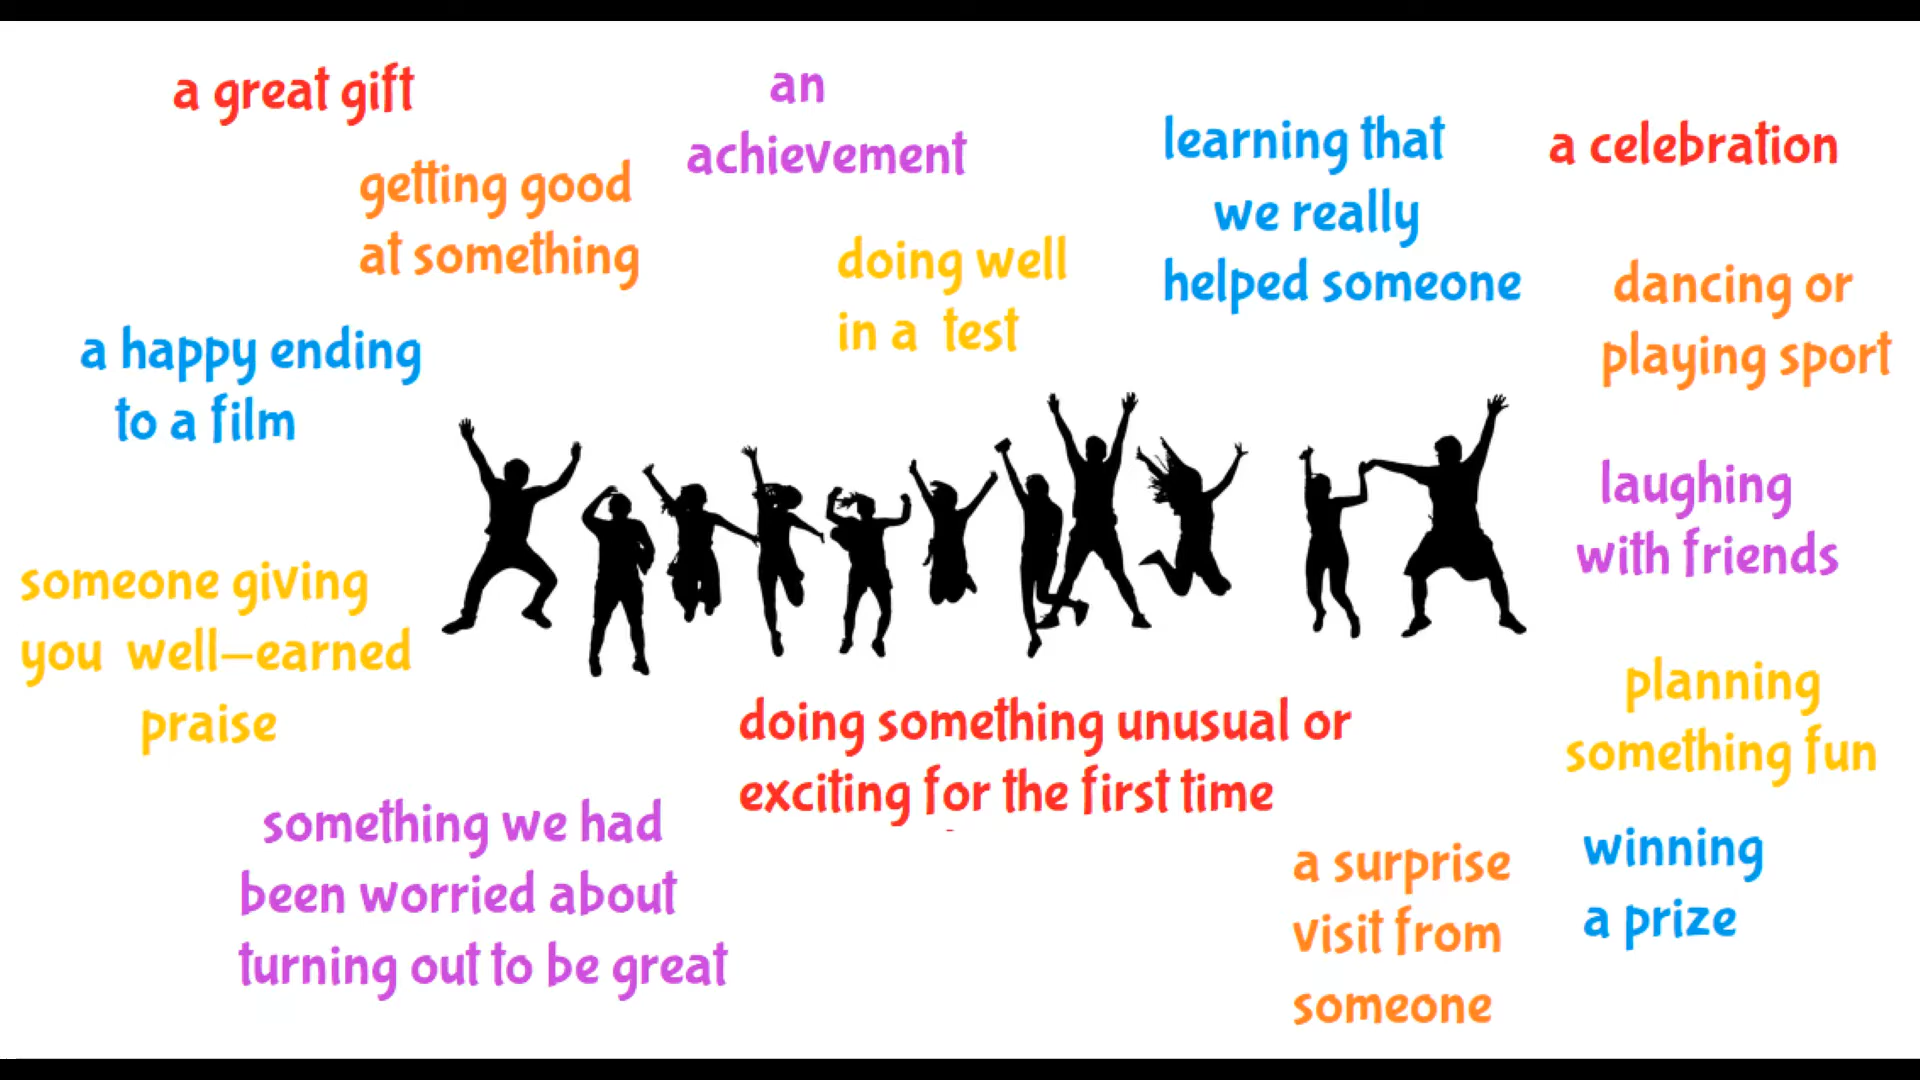 a great gift
an
achievement
learning that
we really
helped someone
a celebration
getting good
at something
doing well
in a test
dancing or
playing sport
a happy ending
to a film
laughing
with friends
someone giving
you well-earned
praise
doing something unusual or
exciting for the first time
planning
something fun
something we had
been worried about
turning out to be great
a surprise
visit from
someone
winning
a prize